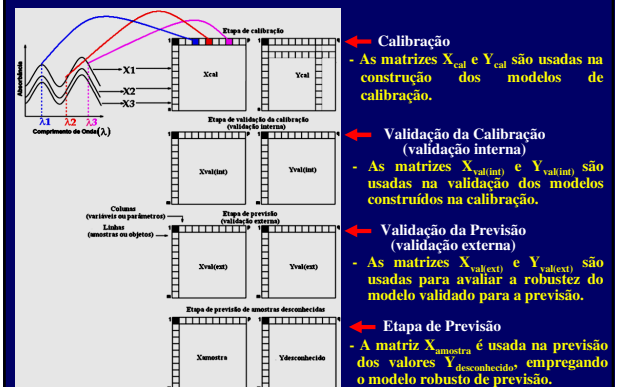 Etapa de calibração
Absorbância
X1
X2
X3
λ1 λ2 λ3
Comprimento de Onda(λ)
Xcal
Ycal
Etapa de validação da calibração
(validação interna)
Xval(int)
Yval(int)
Colunas
(variáveis ou parâmetros)
Linhas
(amostras ou objetos)
Etapa de previsão
(validação externa)
Xval(ext)
Yval(ext)
Etapa de previsão de amostras desconhecidas
Xamostra
Ydesconhecido
Calibração
- As matrizes Xcal e Ycal são usadas na
construção dos modelos de
calibração.
Validação da Calibração
(validação interna)
- As matrizes Xval(int) e Yval(int) são
usadas na validação dos modelos
construídos na calibração.
Validação da Previsão
(validação externa)
- As matrizes Xval(ext) e Yval(ext) são
usadas para avaliar a robustez do
modelo validado para a previsão.
Etapa de Previsão
- A matriz Xamostra é usada na previsão
dos valores Ydesconhecido, empregando
o modelo robusto de previsão.